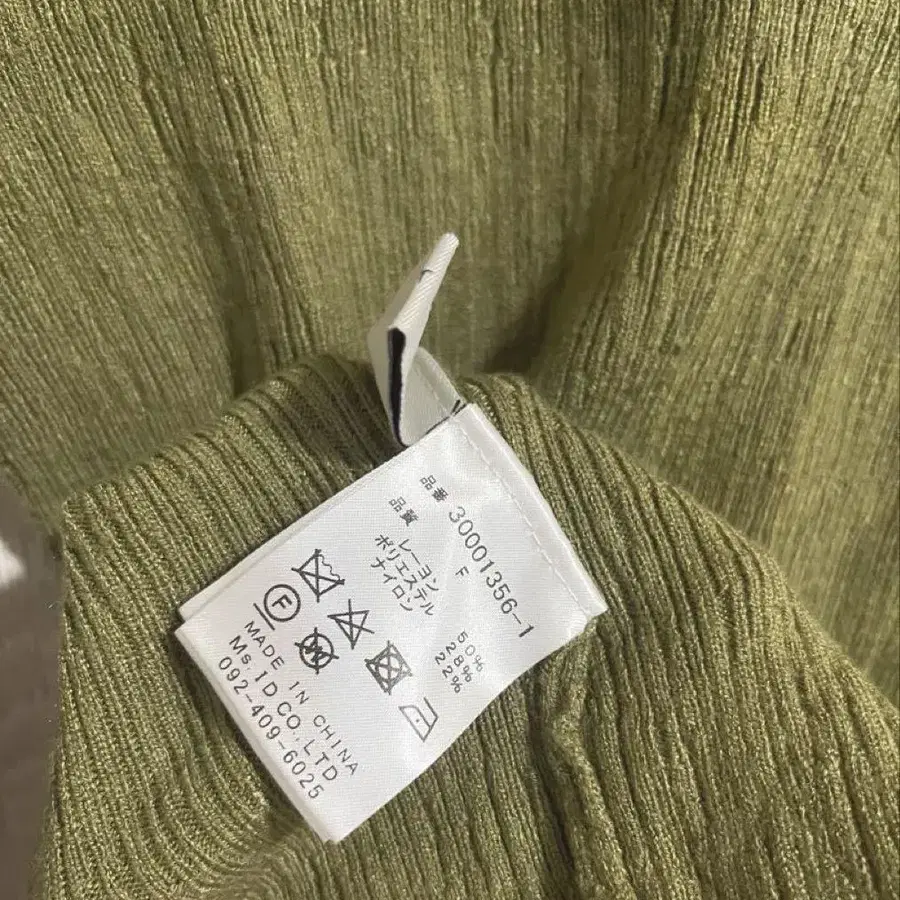 品番 30001356-1
F
品質 レーヨン 50%
ポリエステル 28%
ナイロン 22%
F
W
MADE IN CHINA
Ms,ID CO.,LTD
092-409-6025